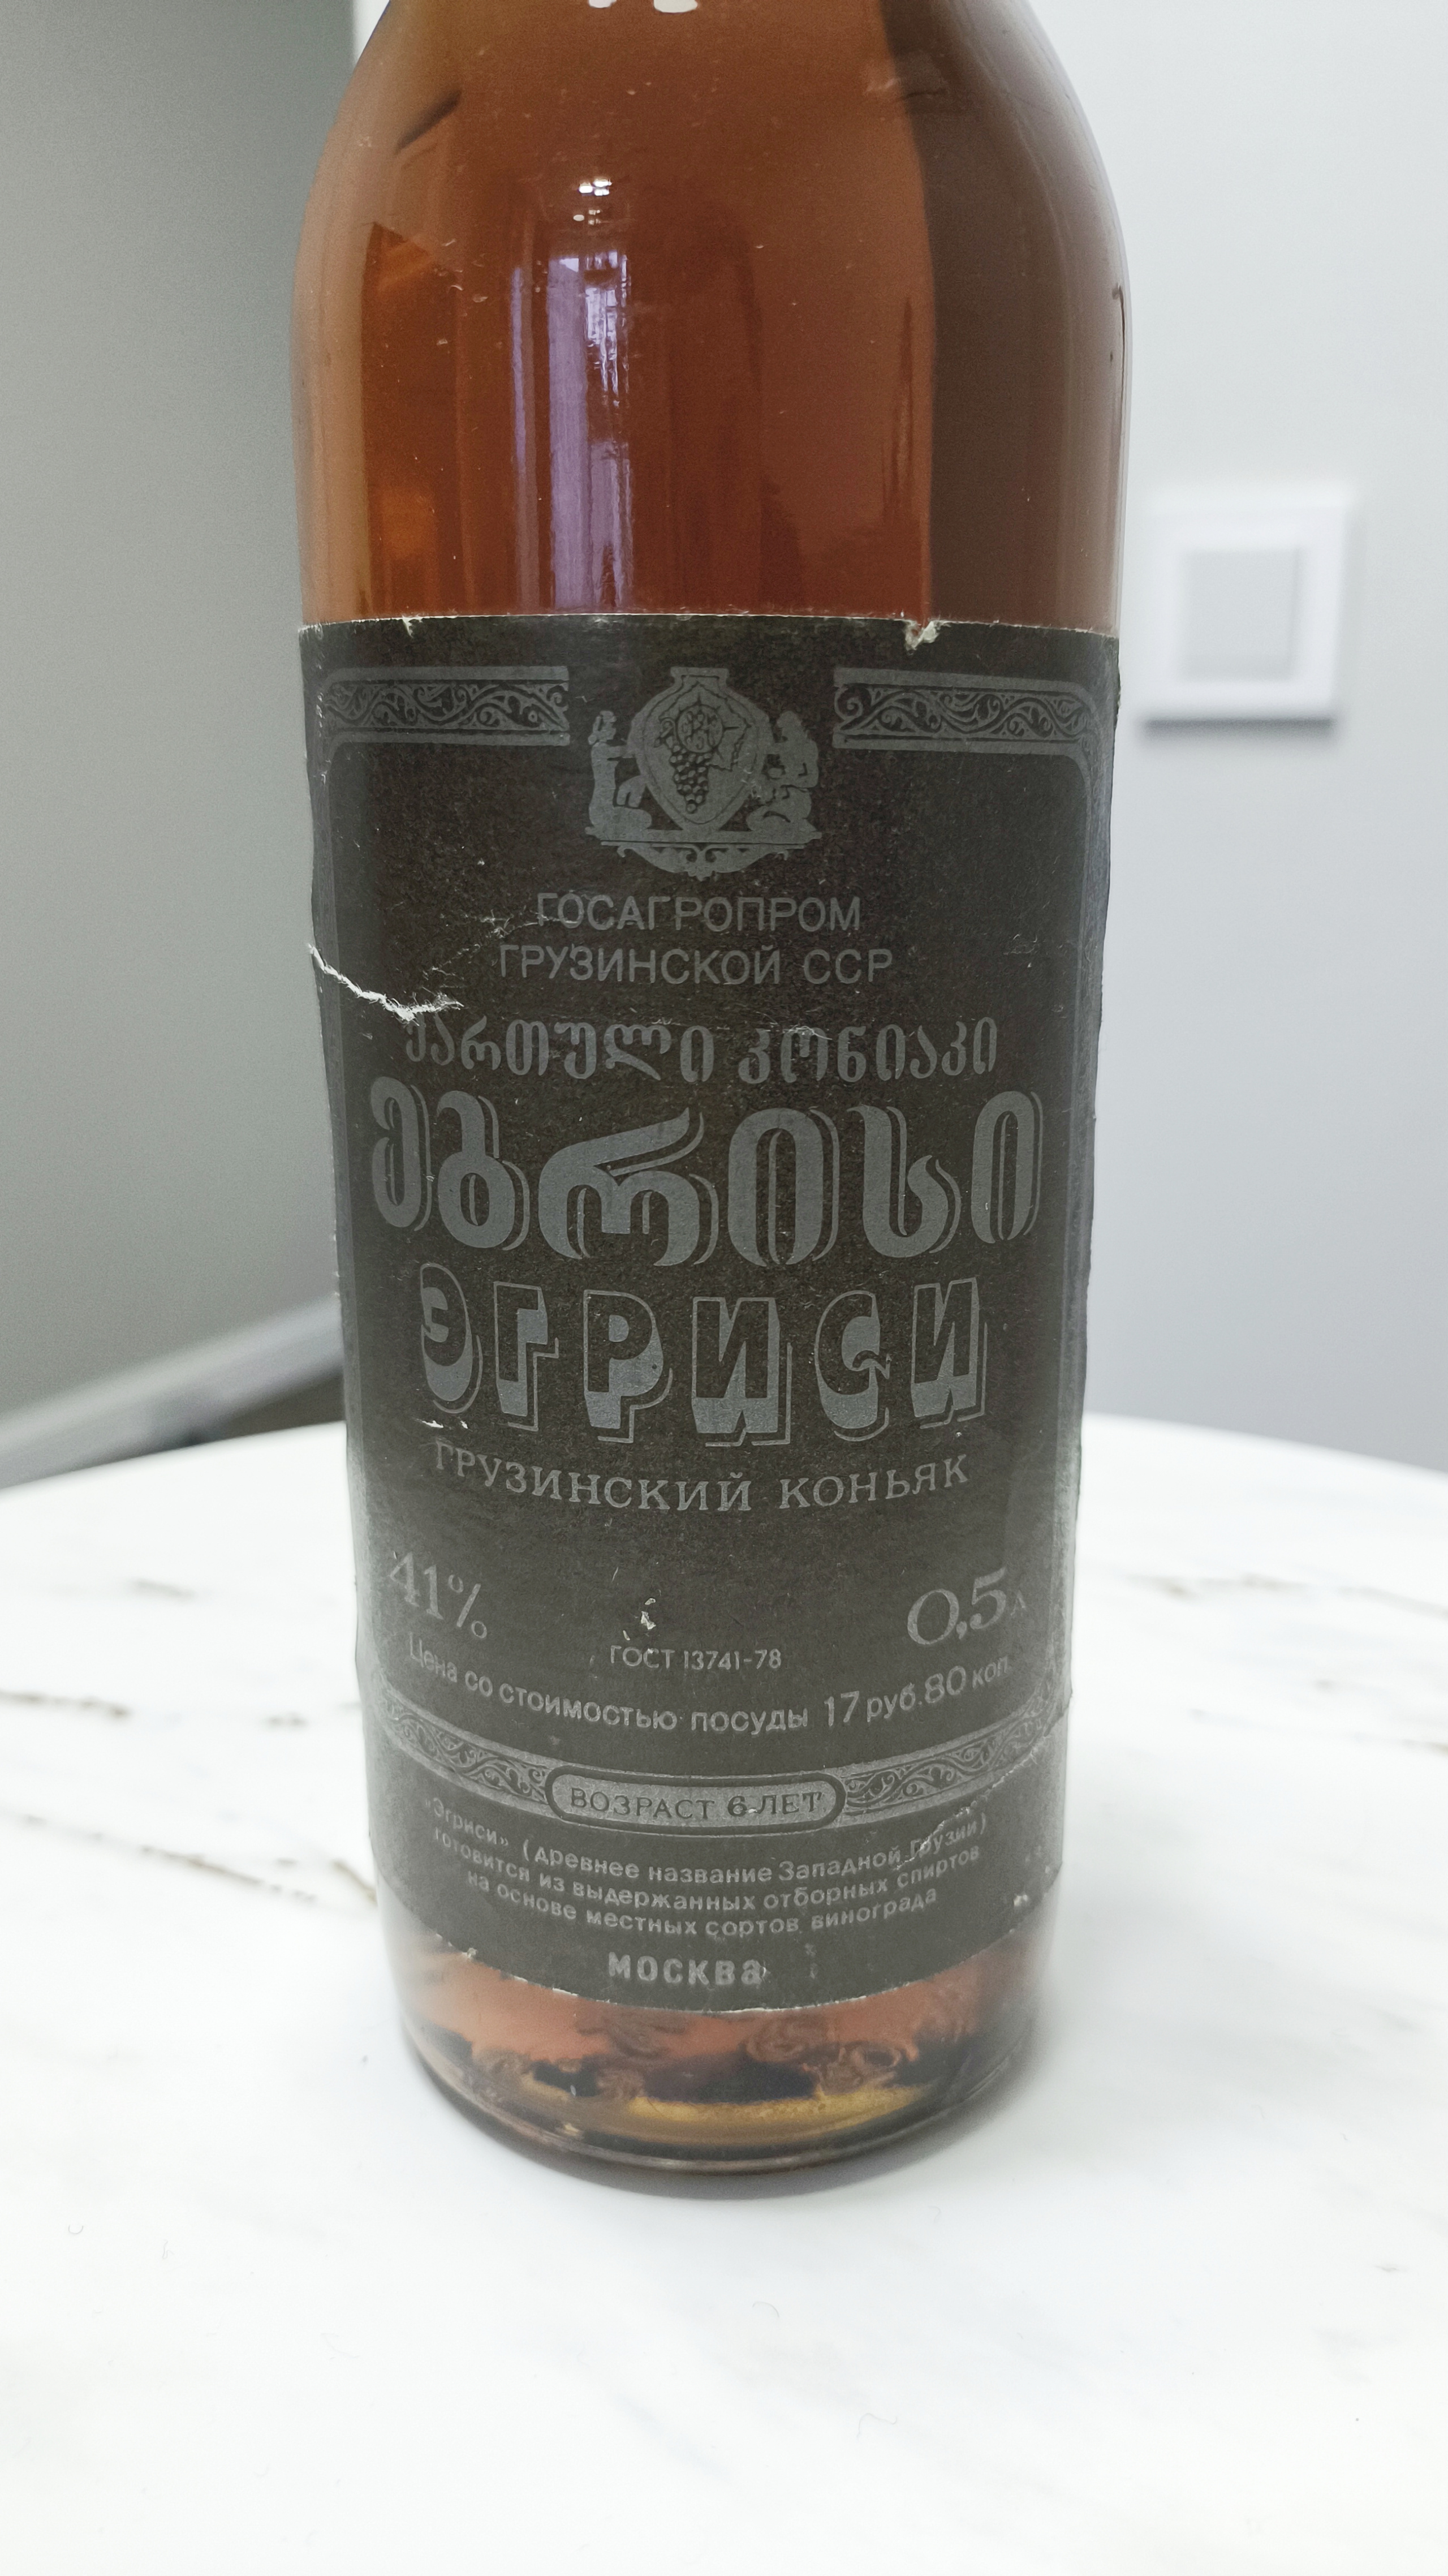 ГОСАГРОПРОМ
ГРУЗИНСКОЙ ССР
ქართული კონიაკი
ეგრისი
ЭГРИСИ
ГРУЗИНСКИЙ КОНЬЯК
41% 0,5л
ГОСТ 13741-78
Цена со стоимостью посуды 17 руб. 80 коп.
ВОЗРАСТ 6 ЛЕТ
„Эгриси» (древнее название Западной Грузии)
готовится из выдержанных отборных спиртов
на основе местных сортов винограда
МОСКВА